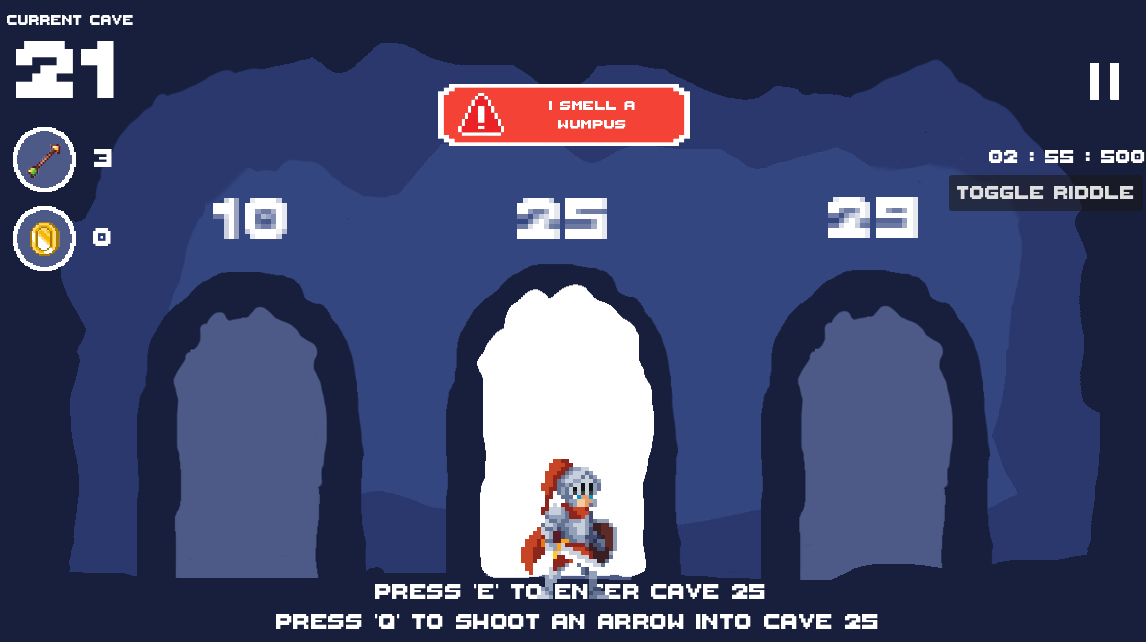 CURRENT CAVE
21
I SMELL A
WUMPUS
3
02 : 55 : 500
TOGGLE RIDDLE
0
10
25
29
PRESS 'E' TO ENTER CAVE 25
PRESS 'Q' TO SHOOT AN ARROW INTO CAVE 25